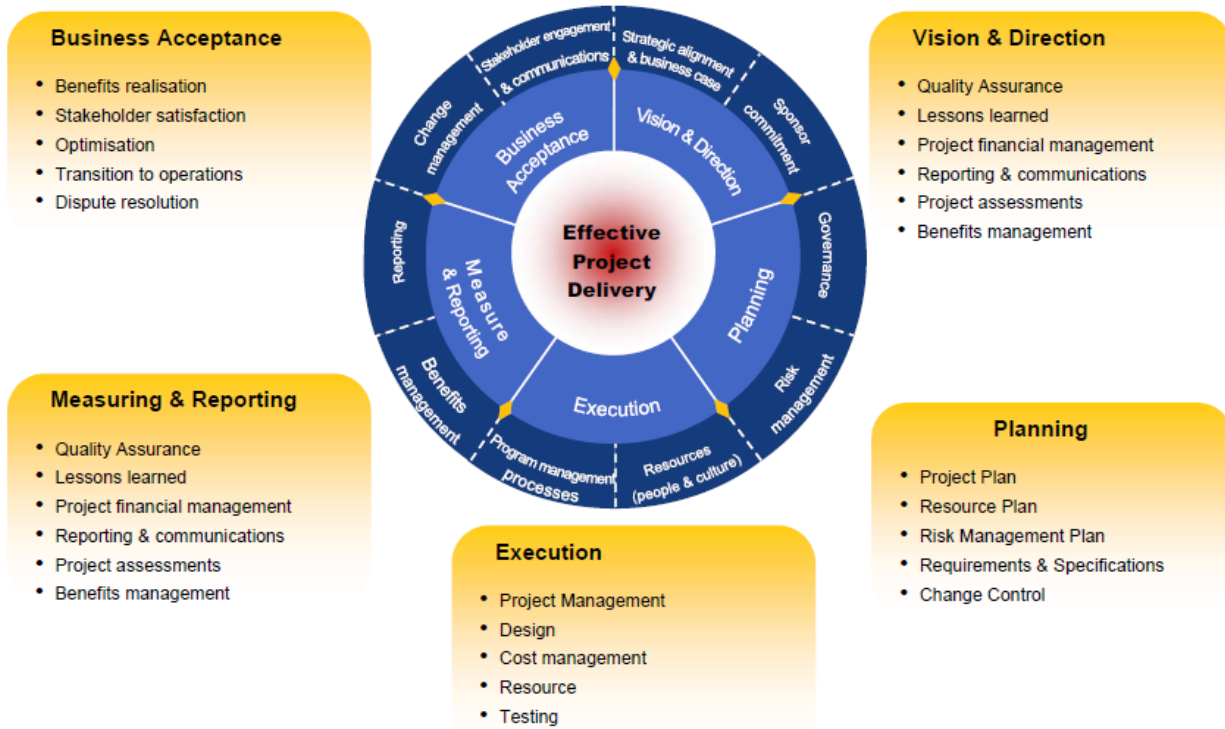 Business Acceptance
• Benefits realisation
• Stakeholder satisfaction
• Optimisation
• Transition to operations
• Dispute resolution
Stakeholder engagement
& communications
Strategic alignment
& business case
Sponsor
commitment
Governance
Risk
management
Resources
(people & culture)
Program management
processes
Benefits
management
Reporting
Change
management
Business
Acceptance
Vision & Direction
Planning
Execution
Measure
& Reporting
Effective
Project
Delivery
Vision & Direction
• Quality Assurance
• Lessons learned
• Project financial management
• Reporting & communications
• Project assessments
• Benefits management
Measuring & Reporting
• Quality Assurance
• Lessons learned
• Project financial management
• Reporting & communications
• Project assessments
• Benefits management
Execution
• Project Management
• Design
• Cost management
• Resource
• Testing
Planning
• Project Plan
• Resource Plan
• Risk Management Plan
• Requirements & Specifications
• Change Control